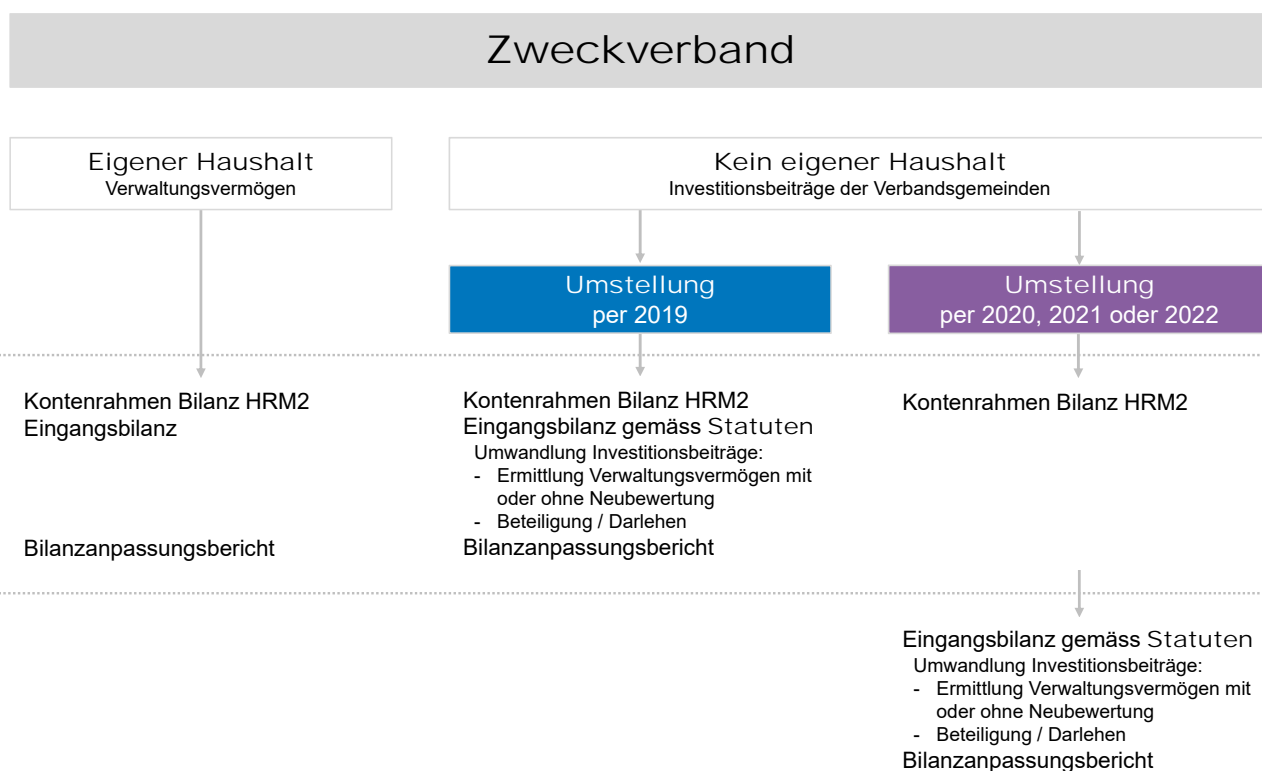 Zweckverband
Eigener Haushalt
Verwaltungsvermögen
Kein eigener Haushalt
Investitionsbeiträge der Verbandsgemeinden
Umstellung
per 2019
Umstellung
per 2020, 2021 oder 2022
Kontenrahmen Bilanz HRM2
Eingangsbilanz
Bilanzanpassungsbericht
Kontenrahmen Bilanz HRM2
Eingangsbilanz gemäss Statuten
Umwandlung Investitionsbeiträge:
- Ermittlung Verwaltungsvermögen mit
oder ohne Neubewertung
- Beteiligung / Darlehen
Bilanzanpassungsbericht
Kontenrahmen Bilanz HRM2
Eingangsbilanz gemäss Statuten
Umwandlung Investitionsbeiträge:
- Ermittlung Verwaltungsvermögen mit
oder ohne Neubewertung
- Beteiligung / Darlehen
Bilanzanpassungsbericht